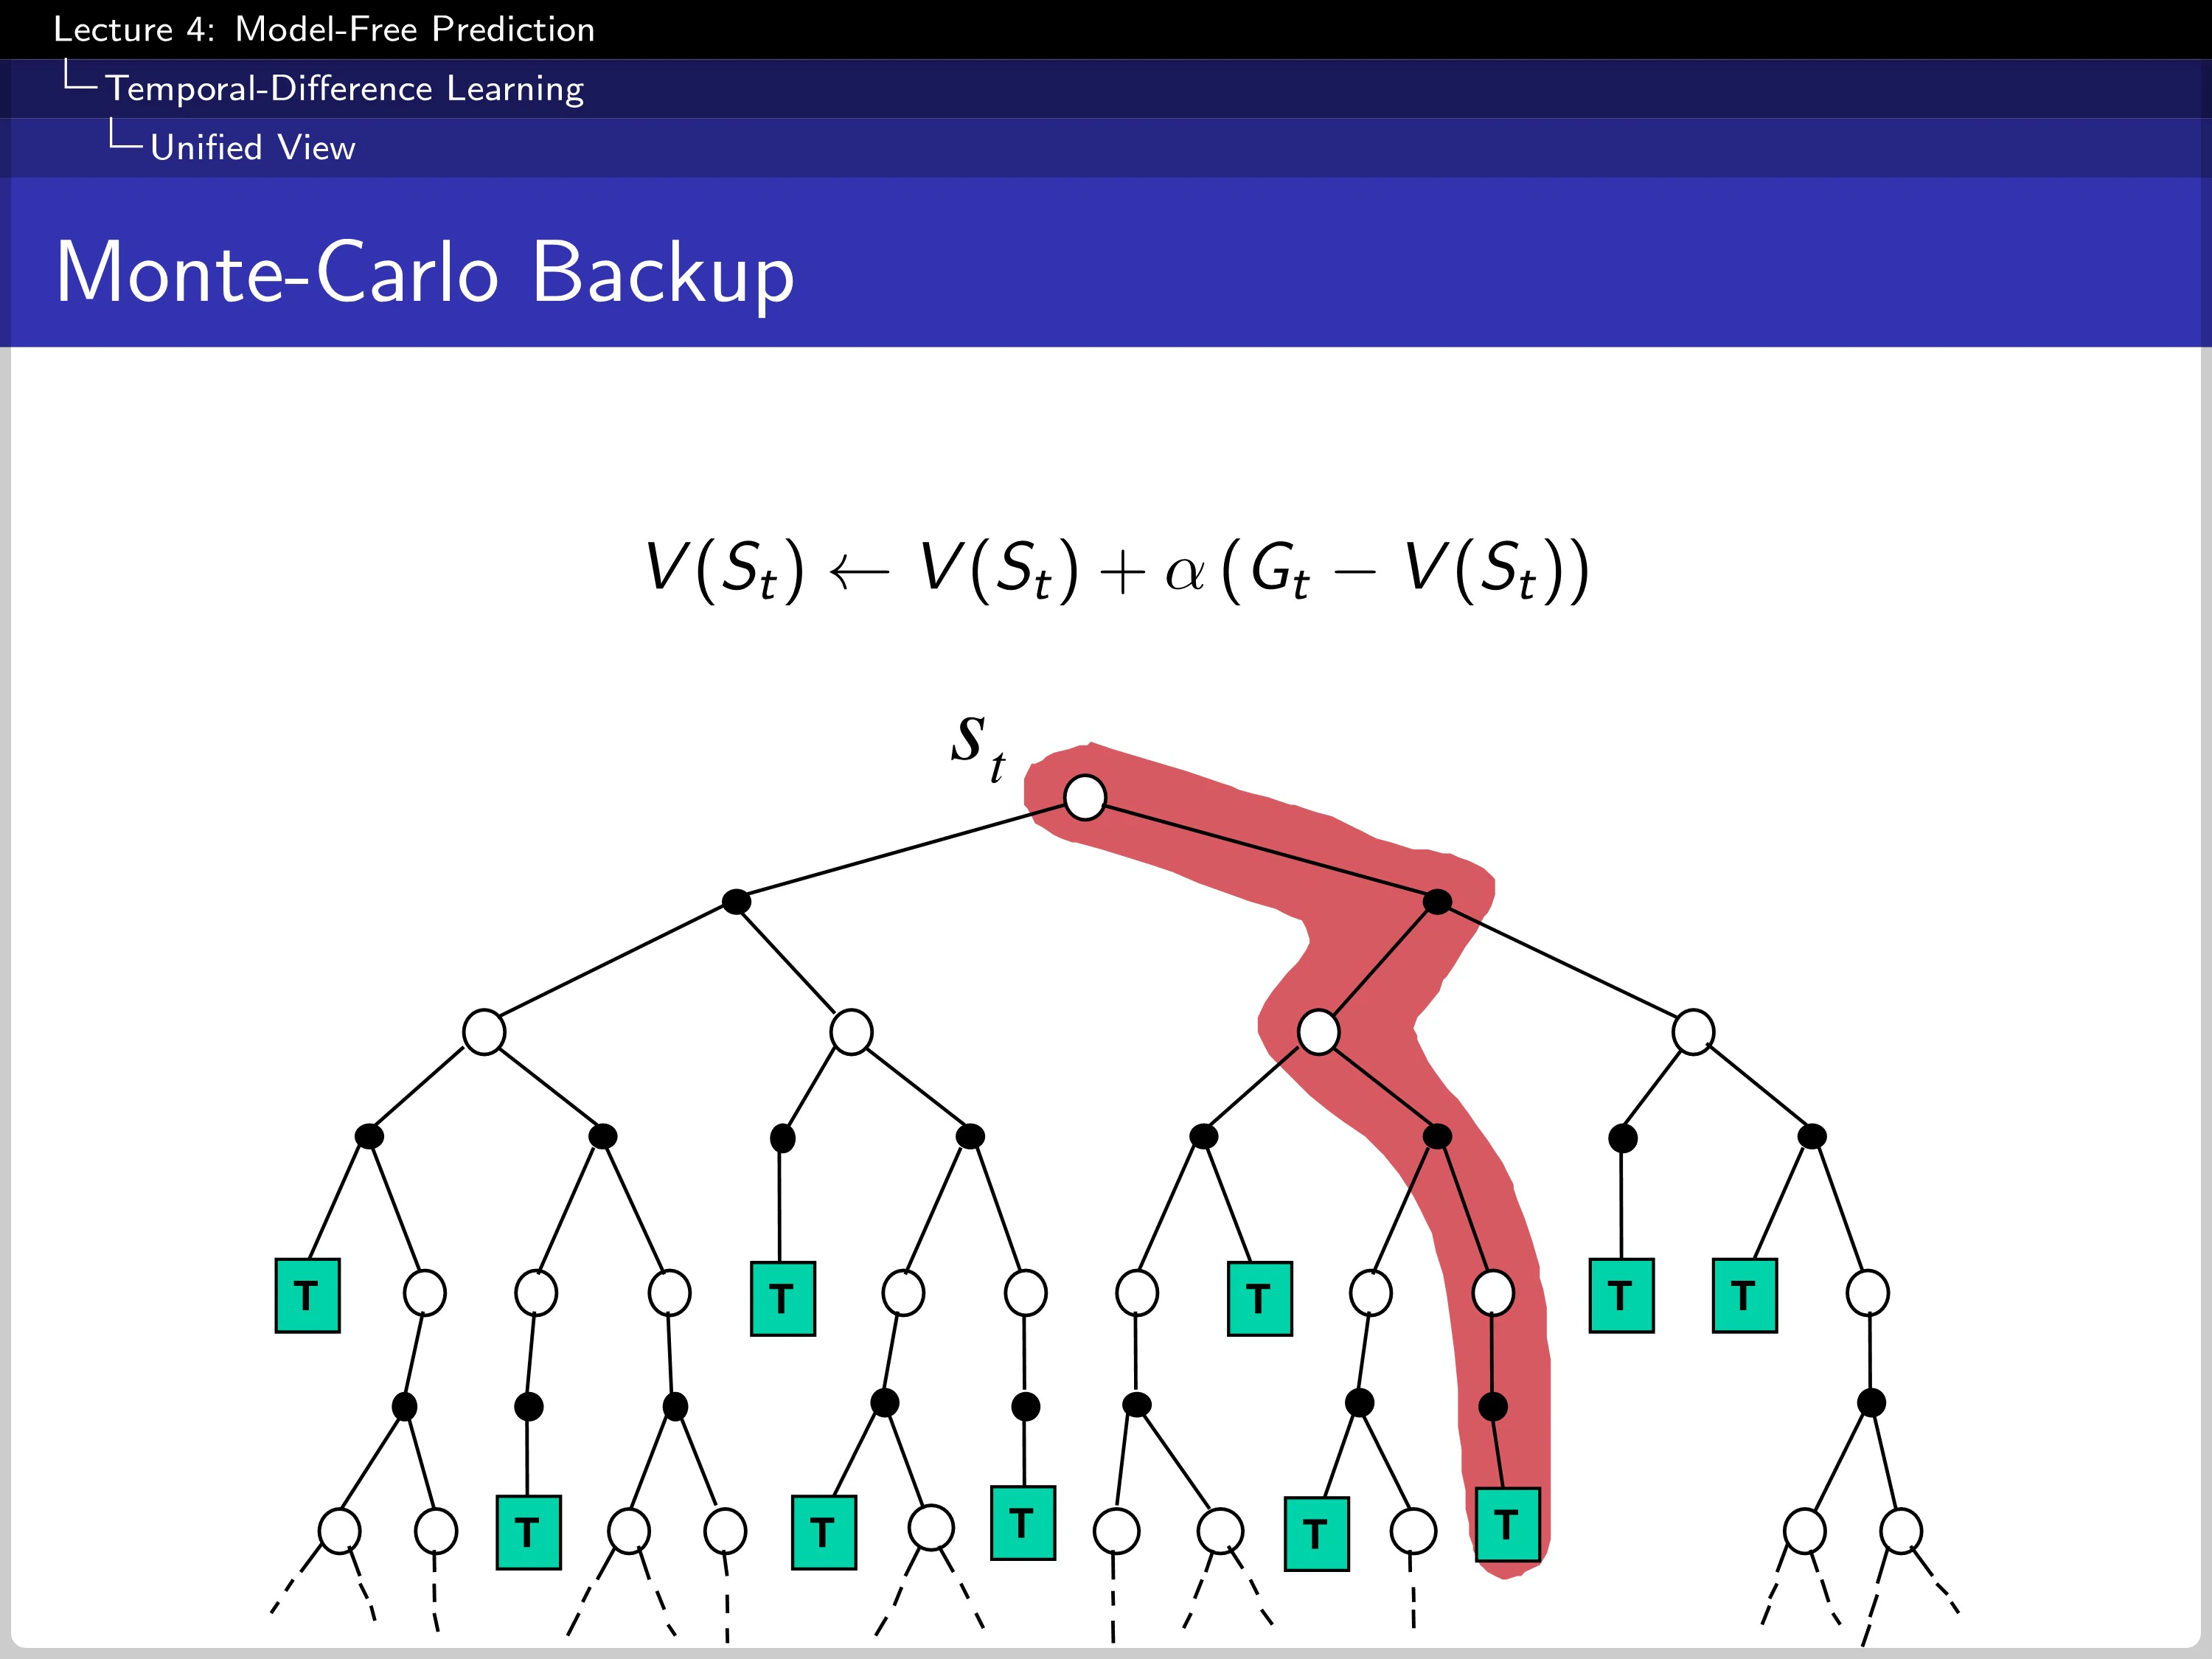 Lecture 4: Model-Free Prediction
Temporal-Difference Learning
Unified View
Monte-Carlo Backup
V(S_t) ← V(S_t) + α (G_t − V(S_t))
S_t
T T T T T
T T T T T